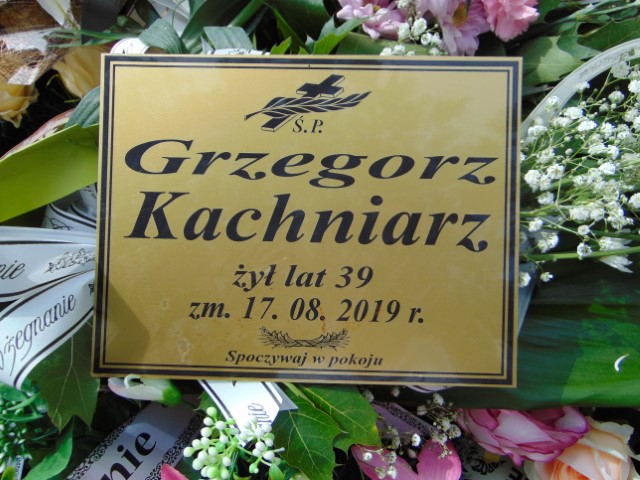 Ś.P.
Grzegorz
Kachniarz
żył lat 39
zm. 17. 08. 2019 r.
Spoczywaj w pokoju